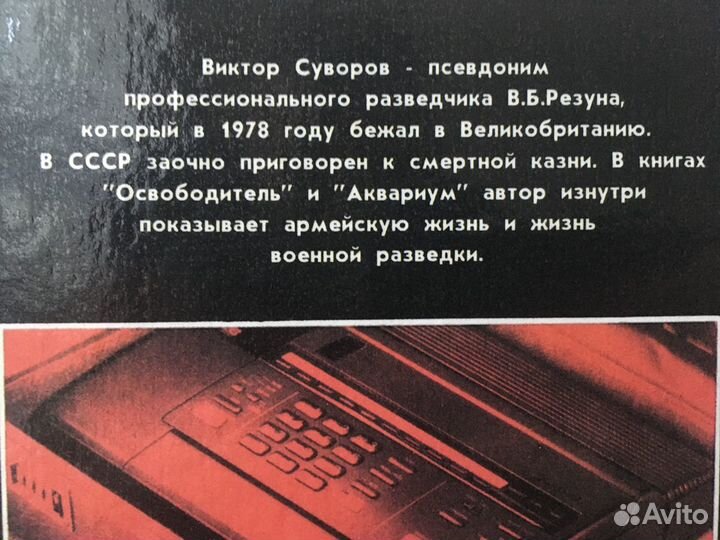 Виктор Суворов - псевдоним
профессионального разведчика В.Б.Резуна,
который в 1978 году бежал в Великобританию.
В СССР заочно приговорен к смертной казни. В книгах
"Освободитель" и "Аквариум" автор изнутри
показывает армейскую жизнь и жизнь
военной разведки.
Avito